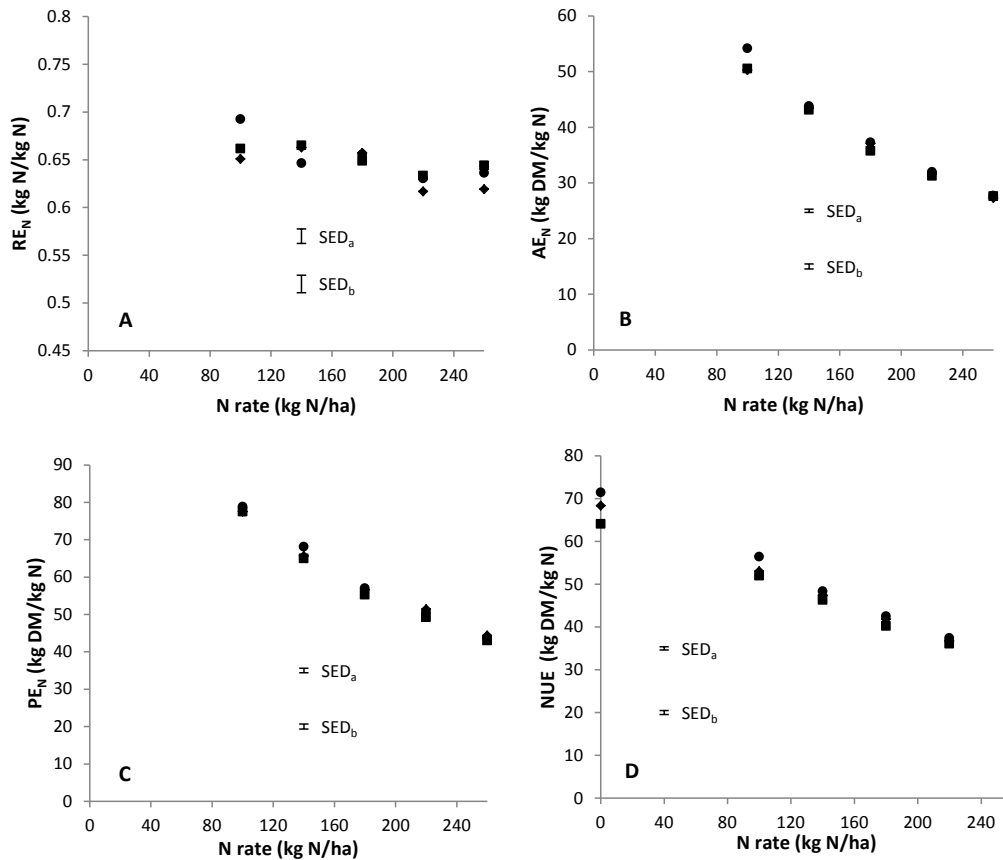 0.8
0.75
0.7
0.65
0.6
0.55
0.5
0.45
RE_N (kg N/kg N)
SED_a
SED_b
A
0 40 80 120 160 200 240
N rate (kg N/ha)
60
50
40
30
20
10
0
AE_N (kg DM/kg N)
SED_a
SED_b
B
0 40 80 120 160 200 240
N rate (kg N/ha)
90
80
70
60
50
40
30
20
10
0
PE_N (kg DM/kg N)
SED_a
SED_b
C
0 40 80 120 160 200 240
N rate (kg N/ha)
80
70
60
50
40
30
20
10
0
NUE (kg DM/kg N)
SED_a
SED_b
D
0 40 80 120 160 200 240
N rate (kg N/ha)